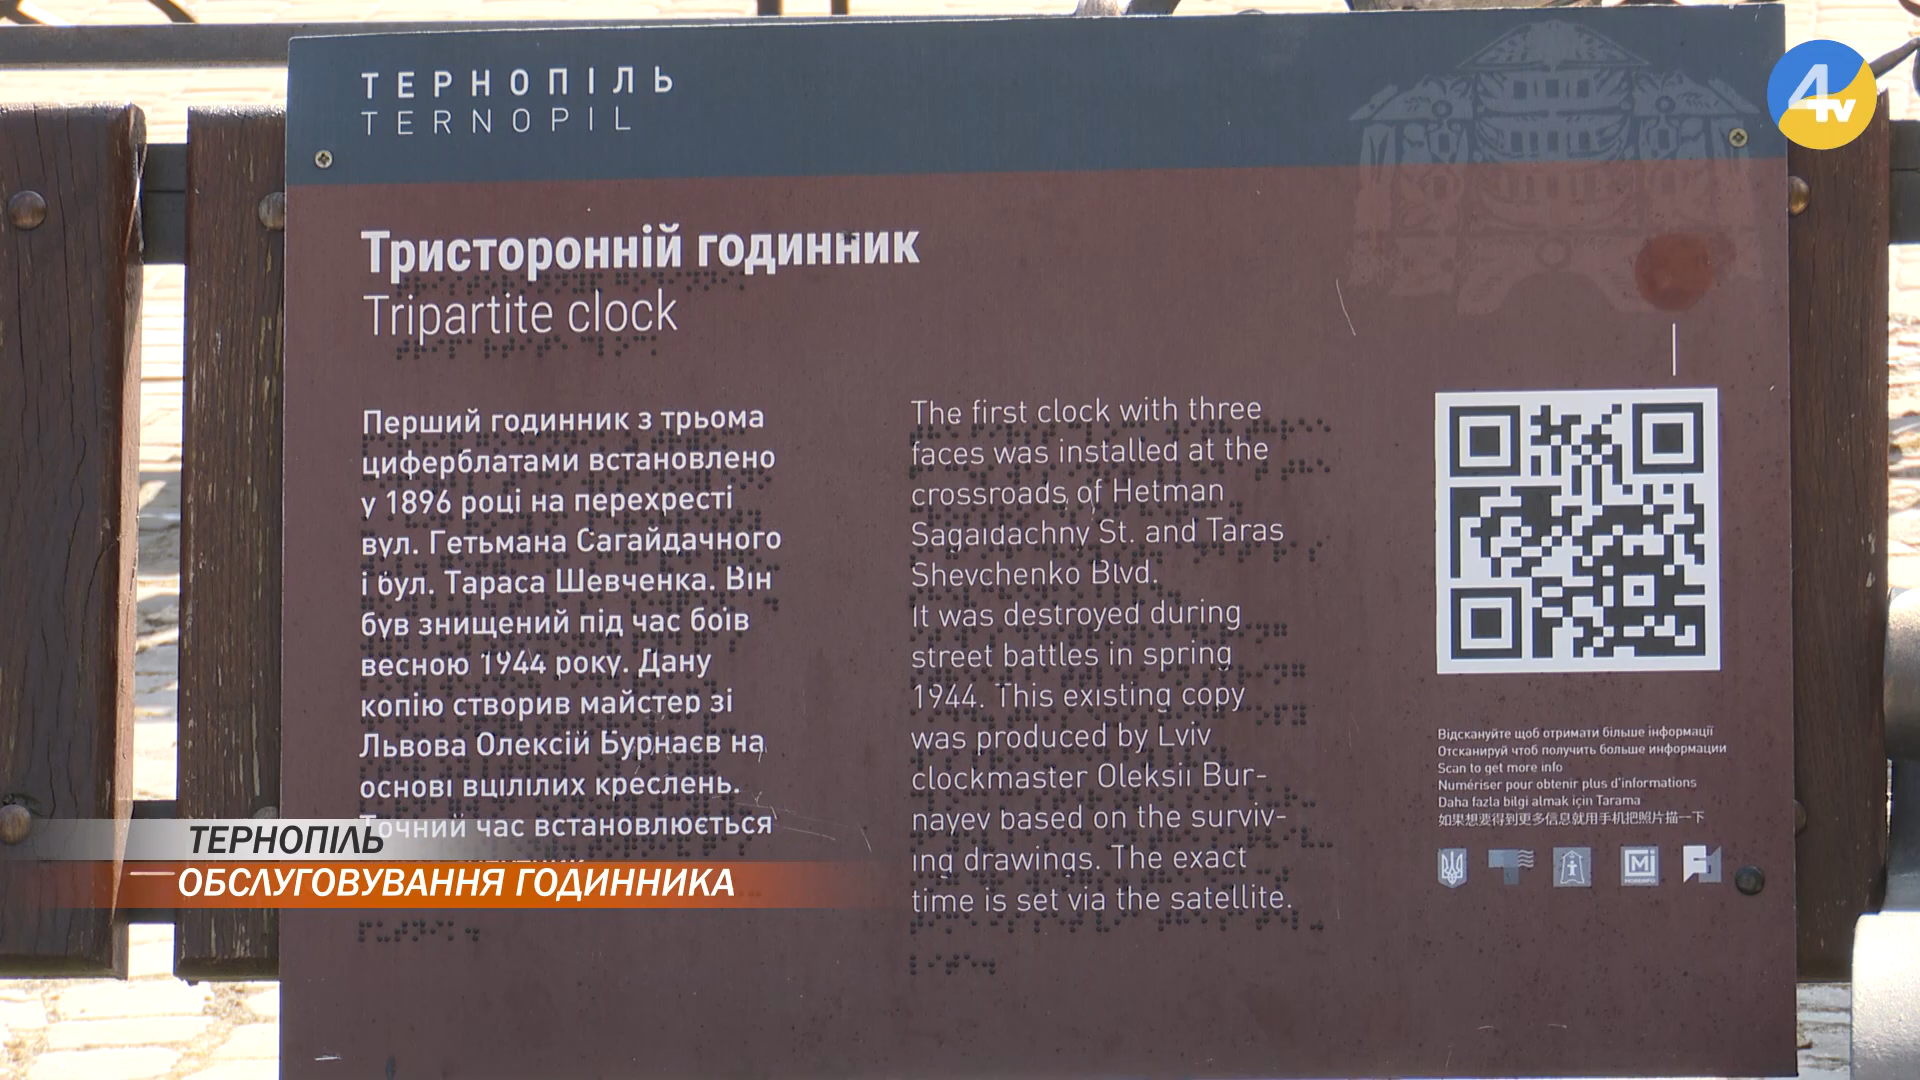 ТЕРНОПІЛЬ
TERNOPIL
4tv
Тристоронній годинник
Tripartite clock
Перший годинник з трьома
циферблатами встановлено
у 1896 році на перехресті
вул. Гетьмана Сагайдачного
і бул. Тараса Шевченка. Він
був знищений під час боїв
весною 1944 року. Дану
копію створив майстер зі
Львова Олексій Бурнаєв на
основі вцілілих креслень.
Точний час встановлюється
The first clock with three
faces was installed at the
crossroads of Hetman
Sagaidachny St. and Taras
Shevchenko Blvd.
It was destroyed during
street battles in spring
1944. This existing copy
was produced by Lviv
clockmaster Oleksii Bur-
nayev based on the surviv-
ing drawings. The exact
time is set via the satellite.
Відскануйте щоб отримати більше інформації
Отсканируй чтоб получить больше информации
Scan to get more info
Numériser pour obtenir plus d'informations
Daha fazla bilgi almak için Tarama
如果想要得到更多信息就用手机把照片描一下
ТЕРНОПІЛЬ
ОБСЛУГОВУВАННЯ ГОДИННИКА